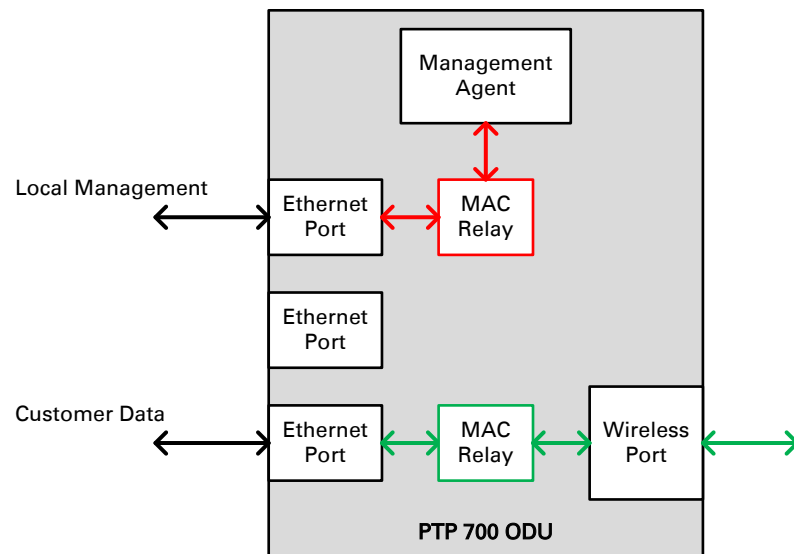 Management
Agent
Local Management
Ethernet
Port
MAC
Relay
Ethernet
Port
Customer Data
Ethernet
Port
MAC
Relay
Wireless
Port
PTP 700 ODU